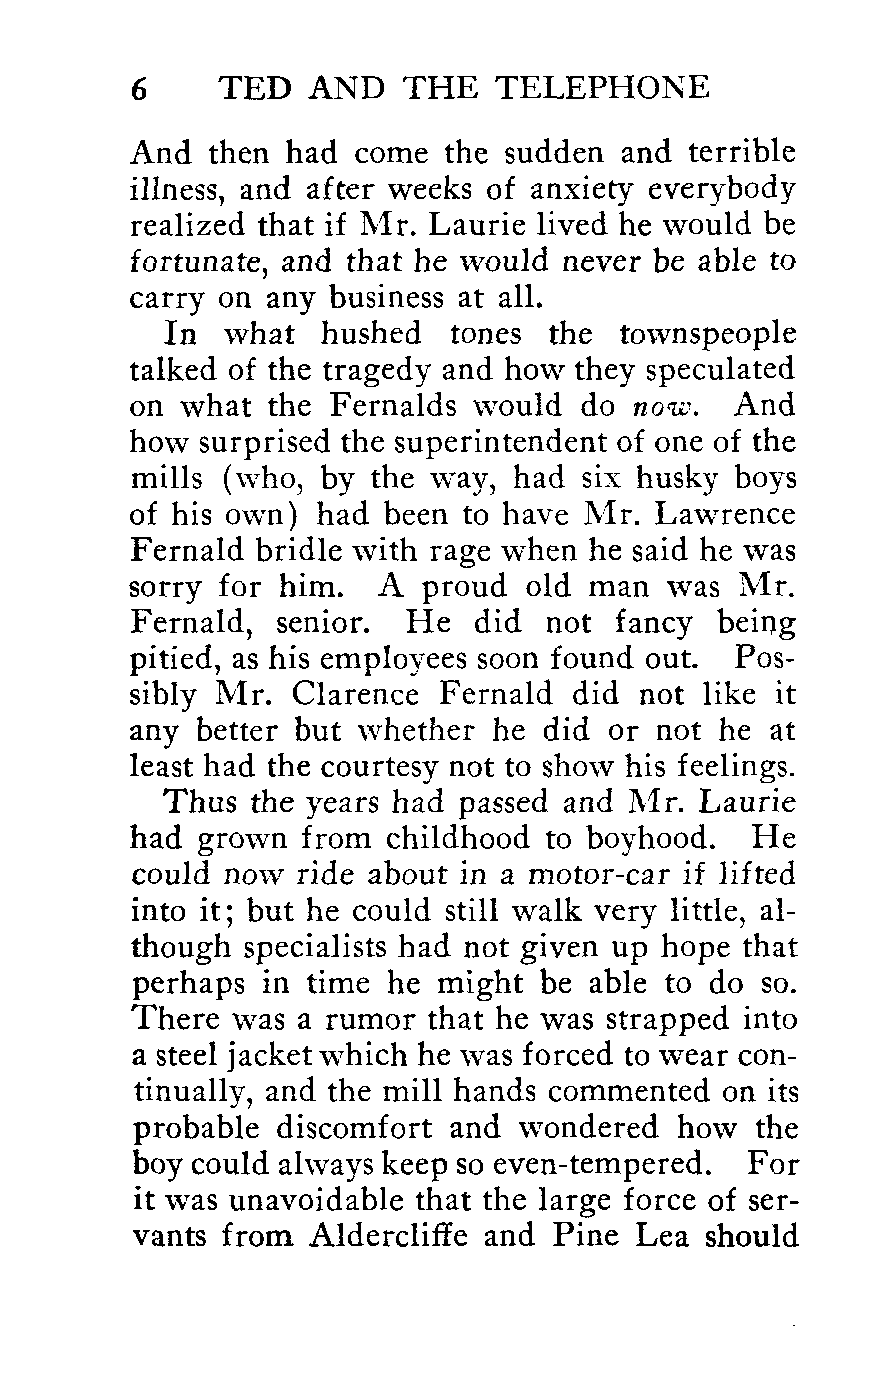 6 TED AND THE TELEPHONE
And then had come the sudden and terrible
illness, and after weeks of anxiety everybody
realized that if Mr. Laurie lived he would be
fortunate, and that he would never be able to
carry on any business at all.
In what hushed tones the townspeople
talked of the tragedy and how they speculated
on what the Fernalds would do now. And
how surprised the superintendent of one of the
mills (who, by the way, had six husky boys
of his own) had been to have Mr. Lawrence
Fernald bridle with rage when he said he was
sorry for him. A proud old man was Mr.
Fernald, senior. He did not fancy being
pitied, as his employees soon found out. Pos-
sibly Mr. Clarence Fernald did not like it
any better but whether he did or not he at
least had the courtesy not to show his feelings.
Thus the years had passed and Mr. Laurie
had grown from childhood to boyhood. He
could now ride about in a motor-car if lifted
into it; but he could still walk very little, al-
though specialists had not given up hope that
perhaps in time he might be able to do so.
There was a rumor that he was strapped into
a steel jacket which he was forced to wear con-
tinually, and the mill hands commented on its
probable discomfort and wondered how the
boy could always keep so even-tempered. For
it was unavoidable that the large force of ser-
vants from Aldercliffe and Pine Lea should